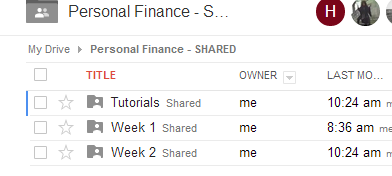 Personal Finance - S... H
My Drive Personal Finance - SHARED
TITLE OWNER LAST MO...
Tutorials Shared me 10:24 am
Week 1 Shared me 8:36 am me
Week 2 Shared me 10:24 am